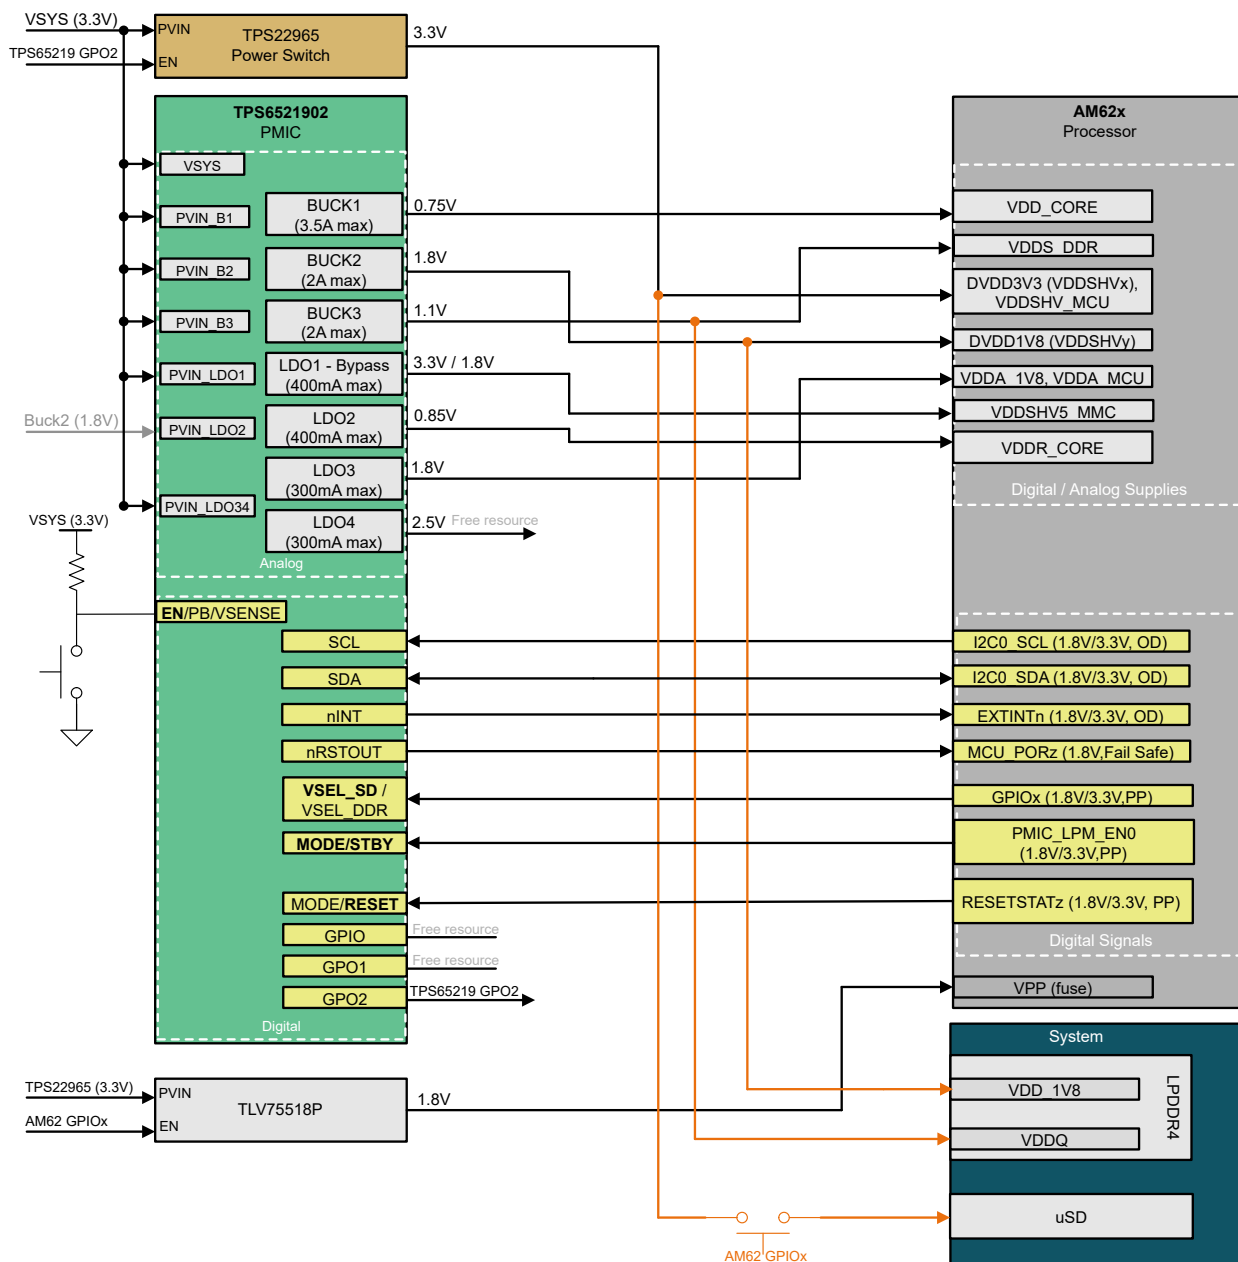 VSYS (3.3V)
TPS65219 GPO2
PVIN
EN
TPS22965
Power Switch
3.3V
TPS6521902
PMIC
VSYS
PVIN_B1
PVIN_B2
PVIN_B3
PVIN_LDO1
Buck2 (1.8V)
PVIN_LDO2
PVIN_LDO34
BUCK1
(3.5A max)
0.75V
BUCK2
(2A max)
1.8V
BUCK3
(2A max)
1.1V
LDO1 - Bypass
(400mA max)
3.3V / 1.8V
LDO2
(400mA max)
0.85V
LDO3
(300mA max)
1.8V
LDO4
(300mA max)
2.5V
Free resource
Analog
VSYS (3.3V)
EN/PB/VSENSE
SCL
SDA
nINT
nRSTOUT
VSEL_SD /
VSEL_DDR
MODE/STBY
MODE/RESET
GPIO
Free resource
GPO1
Free resource
GPO2
TPS65219 GPO2
Digital
AM62x
Processor
VDD_CORE
VDDS_DDR
DVDD3V3 (VDDSHVx),
VDDSHV_MCU
DVDD1V8 (VDDSHVy)
VDDA_1V8, VDDA_MCU
VDDSHV5_MMC
VDDR_CORE
Digital / Analog Supplies
I2C0_SCL (1.8V/3.3V, OD)
I2C0_SDA (1.8V/3.3V, OD)
EXTINTn (1.8V/3.3V, OD)
MCU_PORz (1.8V,Fail Safe)
GPIOx (1.8V/3.3V,PP)
PMIC_LPM_EN0
(1.8V/3.3V,PP)
RESETSTATz (1.8V/3.3V, PP)
Digital Signals
VPP (fuse)
TPS22965 (3.3V)
AM62 GPIOx
PVIN
EN
TLV75518P
1.8V
System
VDD_1V8
VDDQ
LPDDR4
uSD
AM62 GPIOx